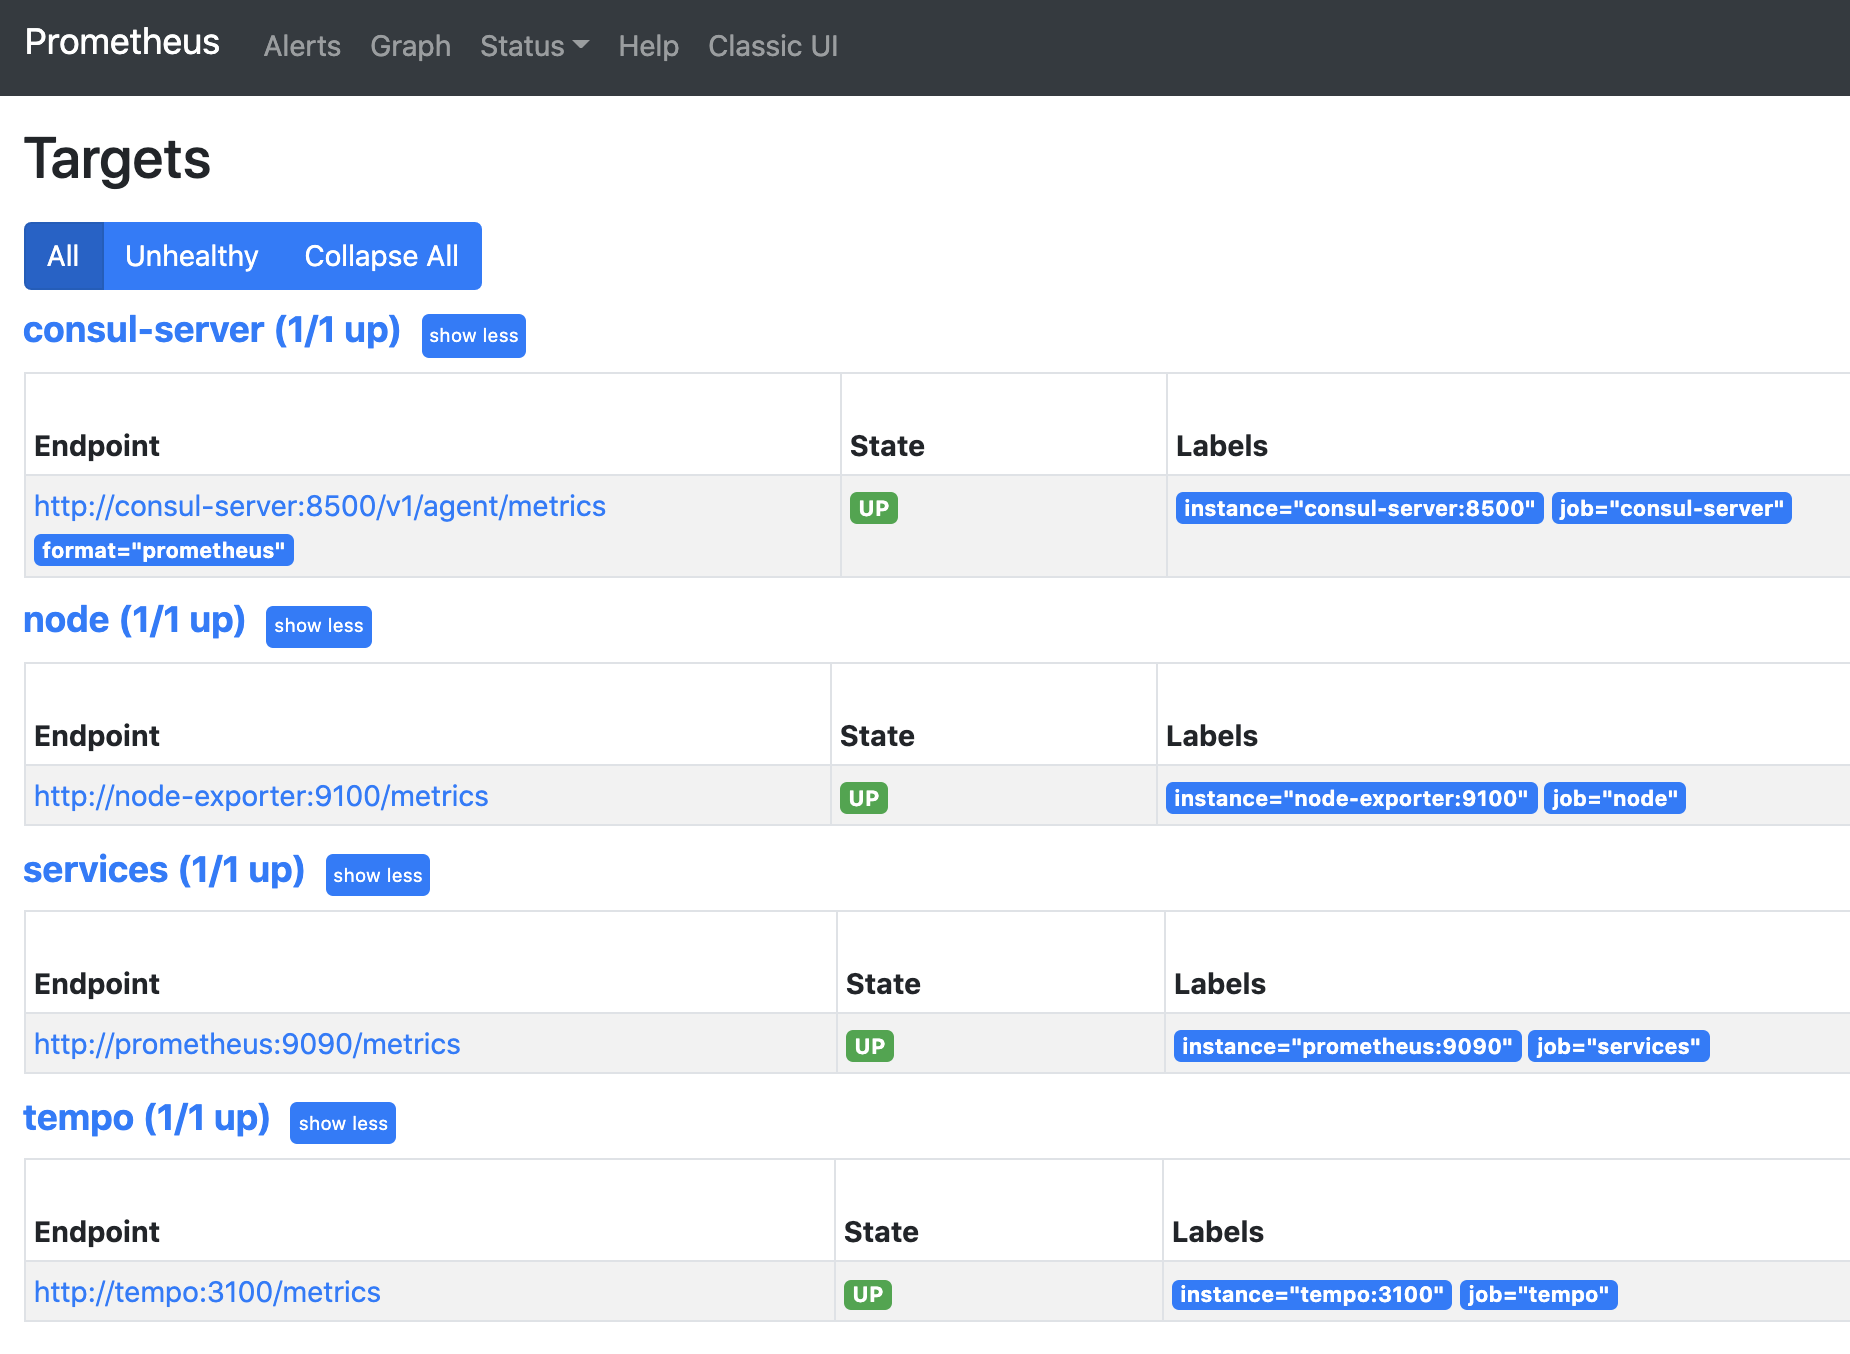 Prometheus Alerts Graph Status Help Classic UI
Targets
All Unhealthy Collapse All
consul-server (1/1 up) show less
Endpoint State Labels
http://consul-server:8500/v1/agent/metrics UP instance="consul-server:8500" job="consul-server"
format="prometheus"
node (1/1 up) show less
Endpoint State Labels
http://node-exporter:9100/metrics UP instance="node-exporter:9100" job="node"
services (1/1 up) show less
Endpoint State Labels
http://prometheus:9090/metrics UP instance="prometheus:9090" job="services"
tempo (1/1 up) show less
Endpoint State Labels
http://tempo:3100/metrics UP instance="tempo:3100" job="tempo"